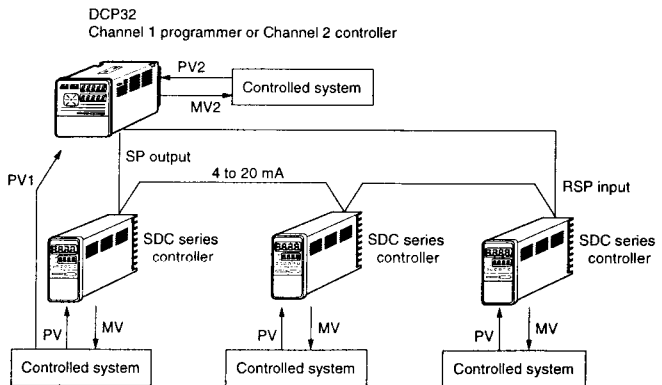 DCP32
Channel 1 programmer or Channel 2 controller
PV2
Controlled system
MV2
SP output
PV1
4 to 20 mA
RSP input
SDC series
controller
SDC series
controller
SDC series
controller
PV
MV
PV
MV
PV
MV
Controlled system
Controlled system
Controlled system